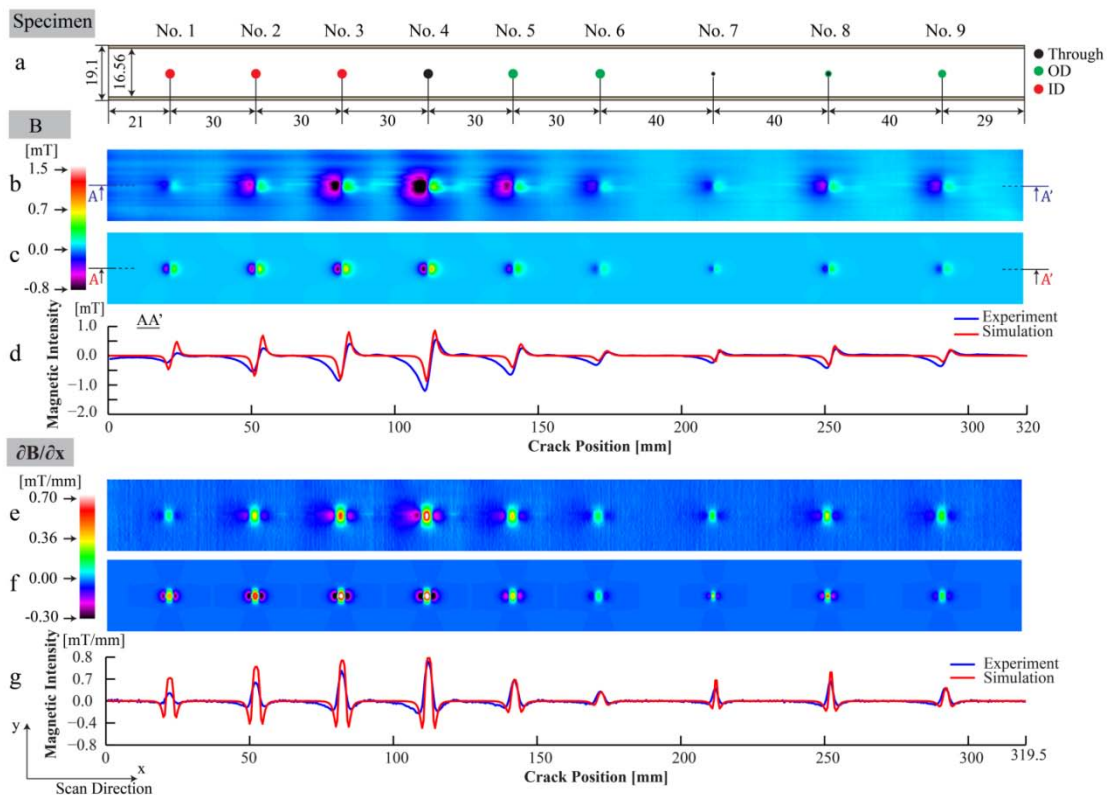 Specimen
No. 1 No. 2 No. 3 No. 4 No. 5 No. 6 No. 7 No. 8 No. 9
a
19.1
16.56
Through
OD
ID
21 30 30 30 30 30 40 40 40 29
B
[mT]
1.5
0.7
0.0
-0.8
b
A
A'
c
A
A'
d
Magnetic Intensity
[mT]
AA'
Experiment
Simulation
1.0
0.0
−1.0
−2.0
0 50 100 150 200 250 300 320
Crack Position [mm]
∂B/∂x
[mT/mm]
0.70
0.36
0.00
-0.30
e
f
g
Magnetic Intensity
[mT/mm]
Experiment
Simulation
0.8
0.4
0.0
−0.4
−0.8
0 50 100 150 200 250 300 319.5
Crack Position [mm]
y
x
Scan Direction